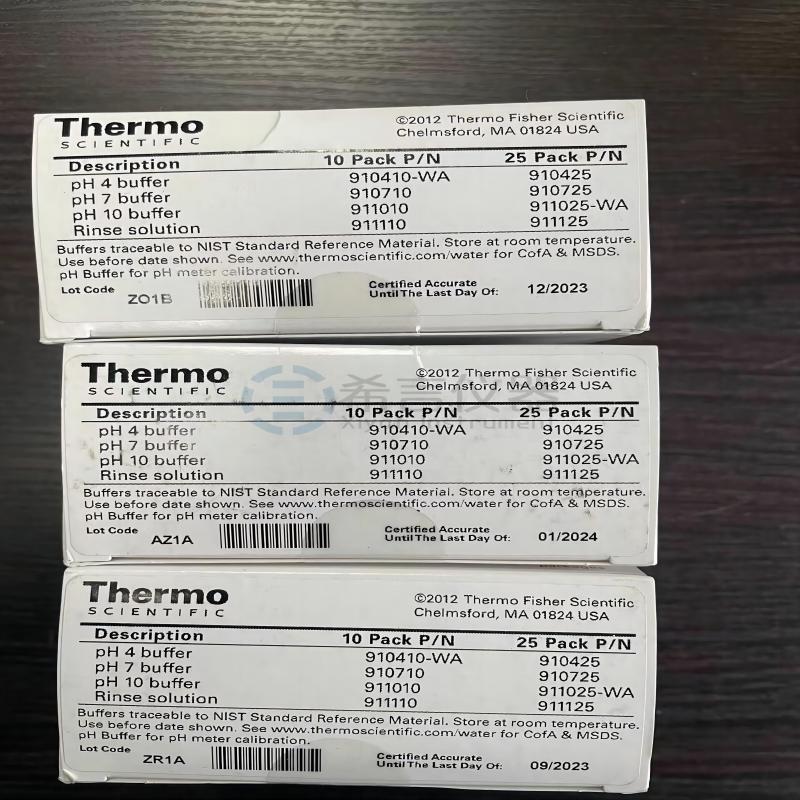 Thermo
SCIENTIFIC
©2012 Thermo Fisher Scientific
Chelmsford, MA 01824 USA
Description 10 Pack P/N 25 Pack P/N
pH 4 buffer 910410-WA 910425
pH 7 buffer 910710 910725
pH 10 buffer 911010 911025-WA
Rinse solution 911110 911125
Buffers traceable to NIST Standard Reference Material. Store at room temperature.
Use before date shown. See www.thermoscientific.com/water for CofA & MSDS.
pH Buffer for pH meter calibration.
Lot Code ZO1B
Certified Accurate
Until The Last Day Of: 12/2023
Thermo
SCIENTIFIC
©2012 Thermo Fisher Scientific
Chelmsford, MA 01824 USA
希言仪器
Description 10 Pack P/N 25 Pack P/N
pH 4 buffer 910410-WA 910425
pH 7 buffer 910710 910725
pH 10 buffer 911010 911025-WA
Rinse solution 911110 911125
Buffers traceable to NIST Standard Reference Material. Store at room temperature.
Use before date shown. See www.thermoscientific.com/water for CofA & MSDS.
pH Buffer for pH meter calibration.
Lot Code AZ1A
Certified Accurate
Until The Last Day Of: 01/2024
Thermo
SCIENTIFIC
©2012 Thermo Fisher Scientific
Chelmsford, MA 01824 USA
Description 10 Pack P/N 25 Pack P/N
pH 4 buffer 910410-WA 910425
pH 7 buffer 910710 910725
pH 10 buffer 911010 911025-WA
Rinse solution 911110 911125
Buffers traceable to NIST Standard Reference Material. Store at room temperature.
Use before date shown. See www.thermoscientific.com/water for CofA & MSDS.
pH Buffer for pH meter calibration.
Lot Code ZR1A
Certified Accurate
Until The Last Day Of: 09/2023